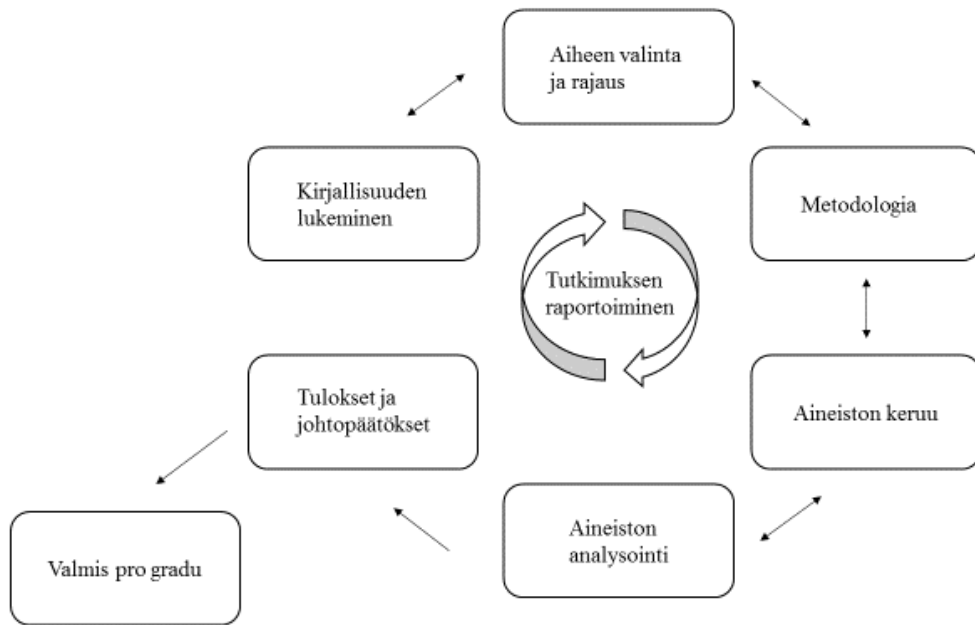 Aiheen valinta
ja rajaus
Kirjallisuuden
lukeminen
Metodologia
Tutkimuksen
raportoiminen
Tulokset ja
johtopäätökset
Aineiston keruu
Aineiston
analysointi
Valmis pro gradu